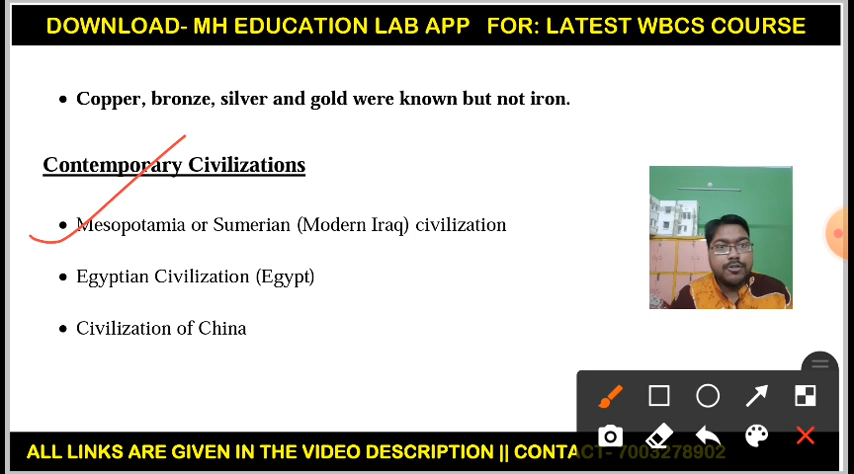 DOWNLOAD- MH EDUCATION LAB APP FOR: LATEST WBCS COURSE
• Copper, bronze, silver and gold were known but not iron.
Contemporary Civilizations
• Mesopotamia or Sumerian (Modern Iraq) civilization
• Egyptian Civilization (Egypt)
• Civilization of China
ALL LINKS ARE GIVEN IN THE VIDEO DESCRIPTION || CONTACT- 7003278902